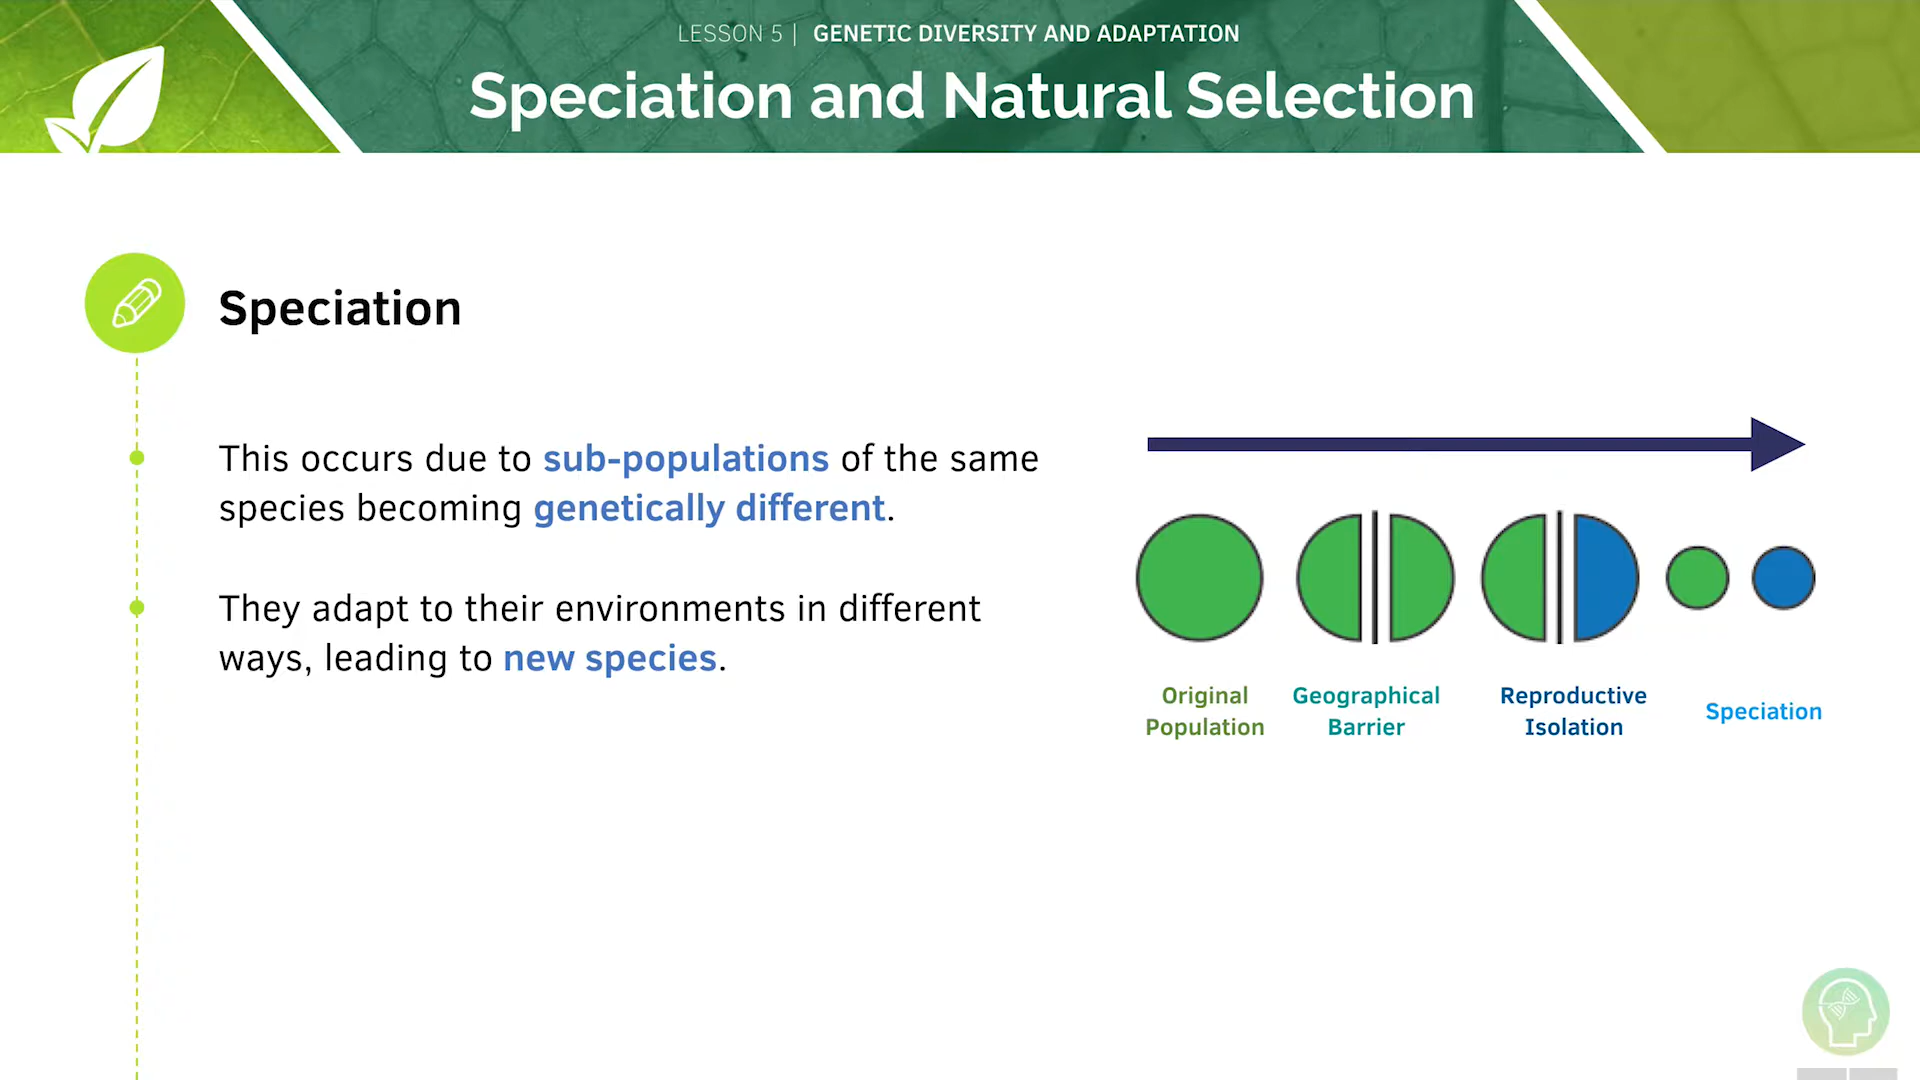 LESSON 5 | GENETIC DIVERSITY AND ADAPTATION
Speciation and Natural Selection
Speciation
This occurs due to sub-populations of the same
species becoming genetically different.
They adapt to their environments in different
ways, leading to new species.
Original
Population
Geographical
Barrier
Reproductive
Isolation
Speciation